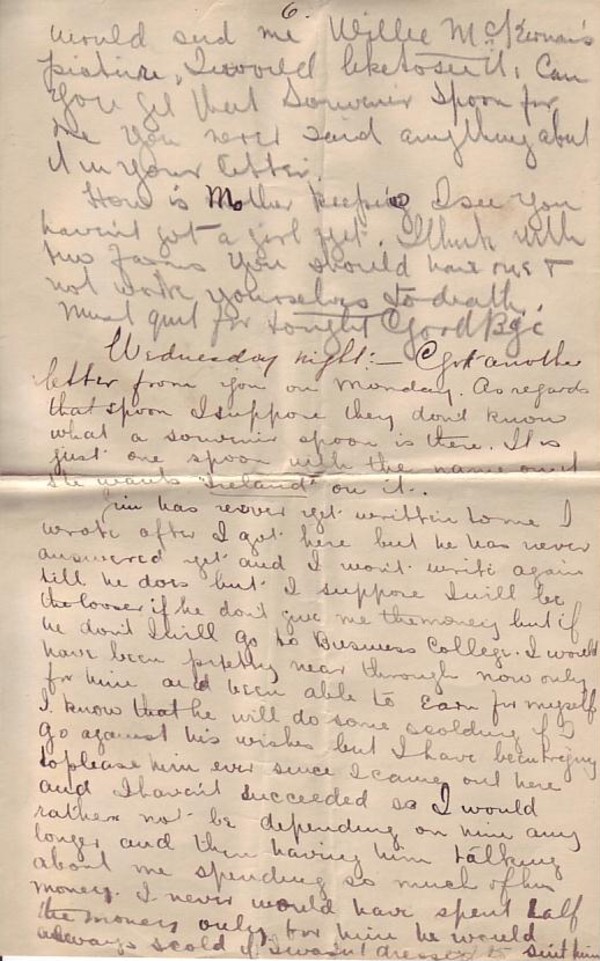 6.
would send me Willie McKernan's
picture, I would like to see it. Can
you get that Souvenir Spoon for
me you never said anything about
it in your letter.
How is Mother keeping I see you
haven't got a girl yet. I think with
two farms you should have one &
not work yourselves to death.
must quit for tonight Good Bye
Wednesday night:— I got another
letter from you on Monday. As regards
that spoon I suppose they don't know
what a souvenir spoon is there. It is
just one spoon with the name on it
she wants "Ireland" on it.
Jim has never yet written to me I
wrote after I got here but he has never
answered yet and I won't write again
till he does but I suppose I will be
the looser if he don't give me the money but if
he don't I will go to Business College. I would
have been pretty near through now only
for him and been able to earn for myself
I know that he will do some scolding if I
go against his wishes but I have been trying
to please him ever since I came out here
and I haven't succeeded so I would
rather not be depending on him any
longer and then having him talking
about me spending so much of his
money. I never would have spent half
the money only for him he would
always scold if I wasn't dressed to suit him